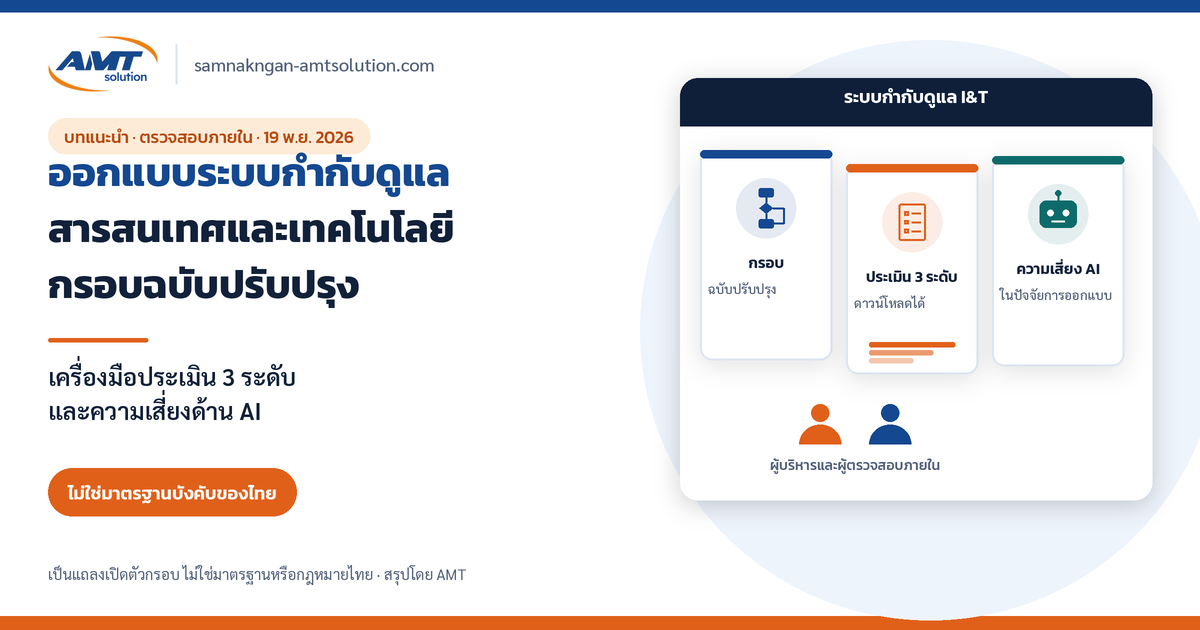 AMT
solution
samnakngan-amtsolution.com
บทแนะนำ · ตรวจสอบภายใน · 19 พ.ย. 2026
ออกแบบระบบกำกับดูแล
สารสนเทศและเทคโนโลยี
กรอบฉบับปรับปรุง
เครื่องมือประเมิน 3 ระดับ
และความเสี่ยงด้าน AI
ไม่ใช่มาตรฐานบังคับของไทย
เป็นแถลงเปิดตัวกรอบ ไม่ใช่มาตรฐานหรือกฎหมายไทย · สรุปโดย AMT
ระบบกำกับดูแล I&T
กรอบ
ฉบับปรับปรุง
ประเมิน 3 ระดับ
ดาวน์โหลดได้
ความเสี่ยง AI
ในปัจจัยการออกแบบ
ผู้บริหารและผู้ตรวจสอบภายใน